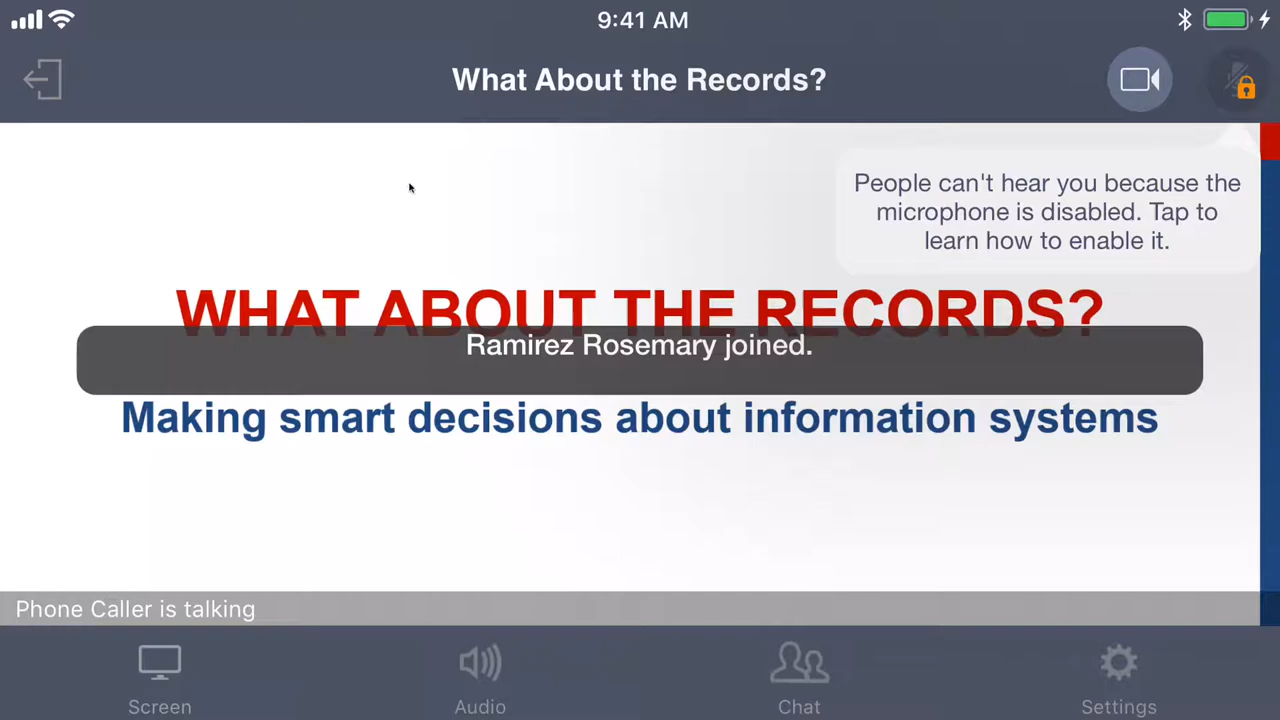 9:41 AM
What About the Records?
People can't hear you because the
microphone is disabled. Tap to
learn how to enable it.
WHAT ABOUT THE RECORDS?
Ramirez Rosemary joined.
Making smart decisions about information systems
Phone Caller is talking
Screen
Audio
Chat
Settings